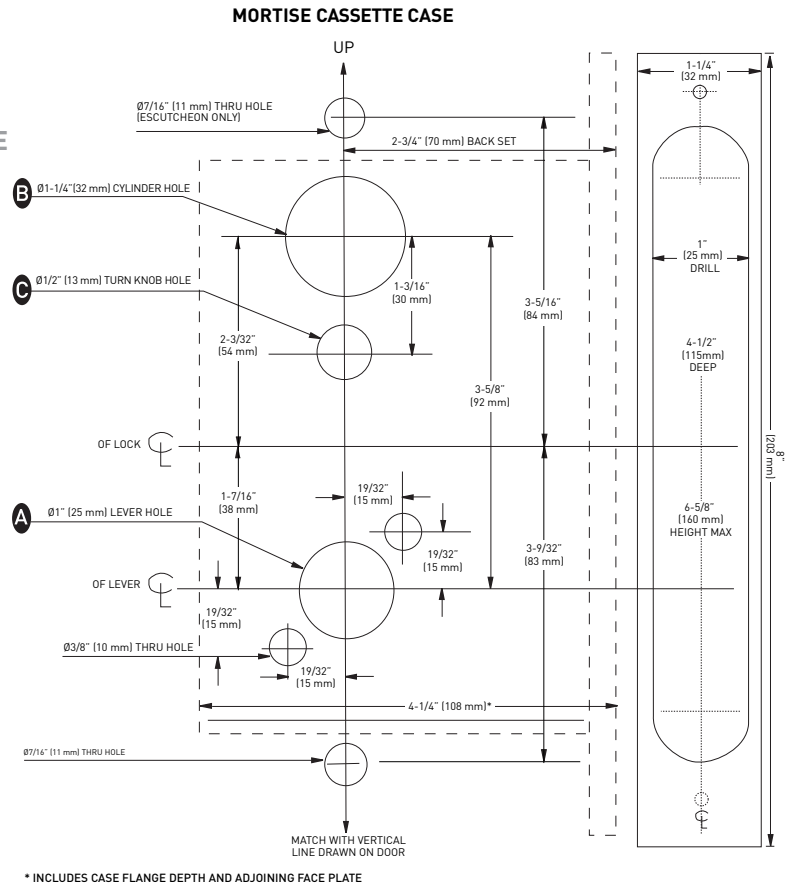 MORTISE CASSETTE CASE
UP
Ø7/16" (11 mm) THRU HOLE
(ESCUTCHEON ONLY)
E
2-3/4" (70 mm) BACK SET
1-1/4"
(32 mm)
B
Ø1-1/4"(32 mm) CYLINDER HOLE
C
Ø1/2" (13 mm) TURN KNOB HOLE
1-3/16"
(30 mm)
2-3/32"
(54 mm)
3-5/16"
(84 mm)
3-5/8"
(92 mm)
1"
(25 mm)
DRILL
4-1/2"
(115mm)
DEEP
8"
(203 mm)
OF LOCK CL
1-7/16"
(38 mm)
19/32"
(15 mm)
A
Ø1" (25 mm) LEVER HOLE
19/32"
(15 mm)
3-9/32"
(83 mm)
6-5/8"
(160 mm)
HEIGHT MAX
OF LEVER CL
19/32"
(15 mm)
Ø3/8" (10 mm) THRU HOLE
19/32"
(15 mm)
4-1/4" (108 mm)*
Ø7/16" (11 mm) THRU HOLE
CL
MATCH WITH VERTICAL
LINE DRAWN ON DOOR
* INCLUDES CASE FLANGE DEPTH AND ADJOINING FACE PLATE